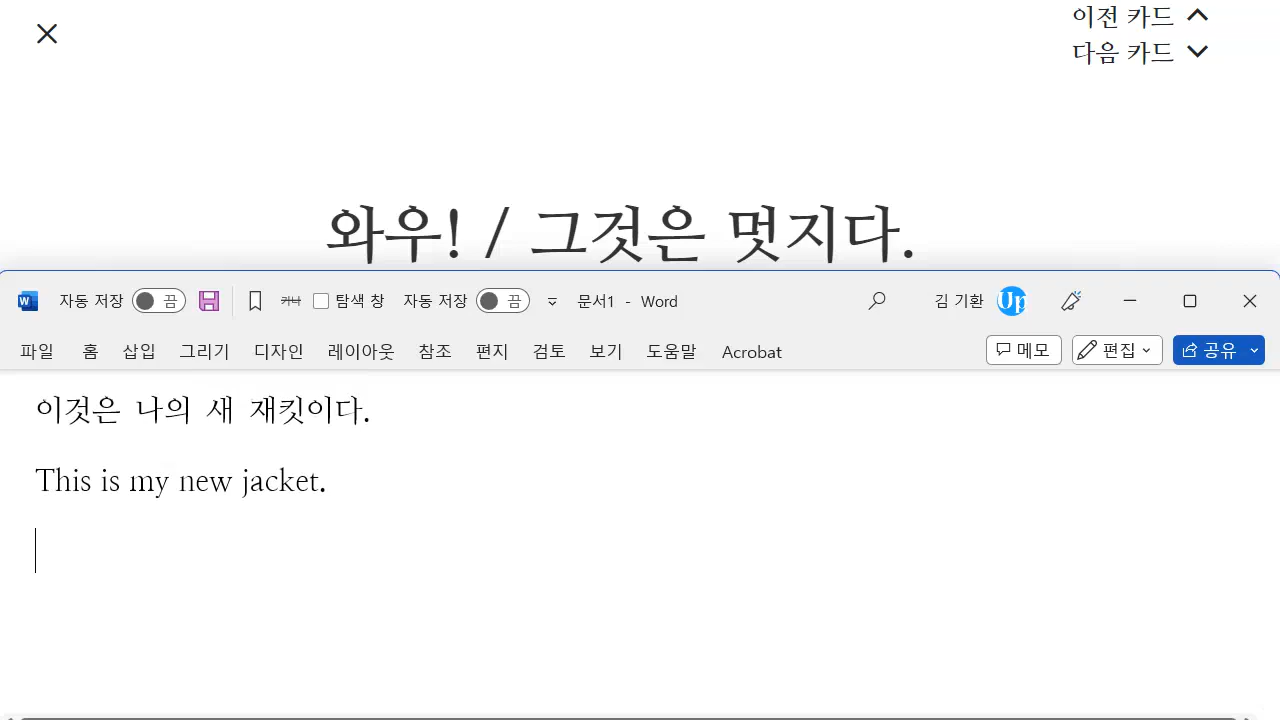 이전 카드
다음 카드
와우! / 그것은 멋지다.
자동 저장 끔 가나 탐색 창 자동 저장 끔 문서1 - Word 김 기환 Up
파일 홈 삽입 그리기 디자인 레이아웃 참조 편지 검토 보기 도움말 Acrobat 메모 편집 공유
이것은 나의 새 재킷이다.
This is my new jacket.